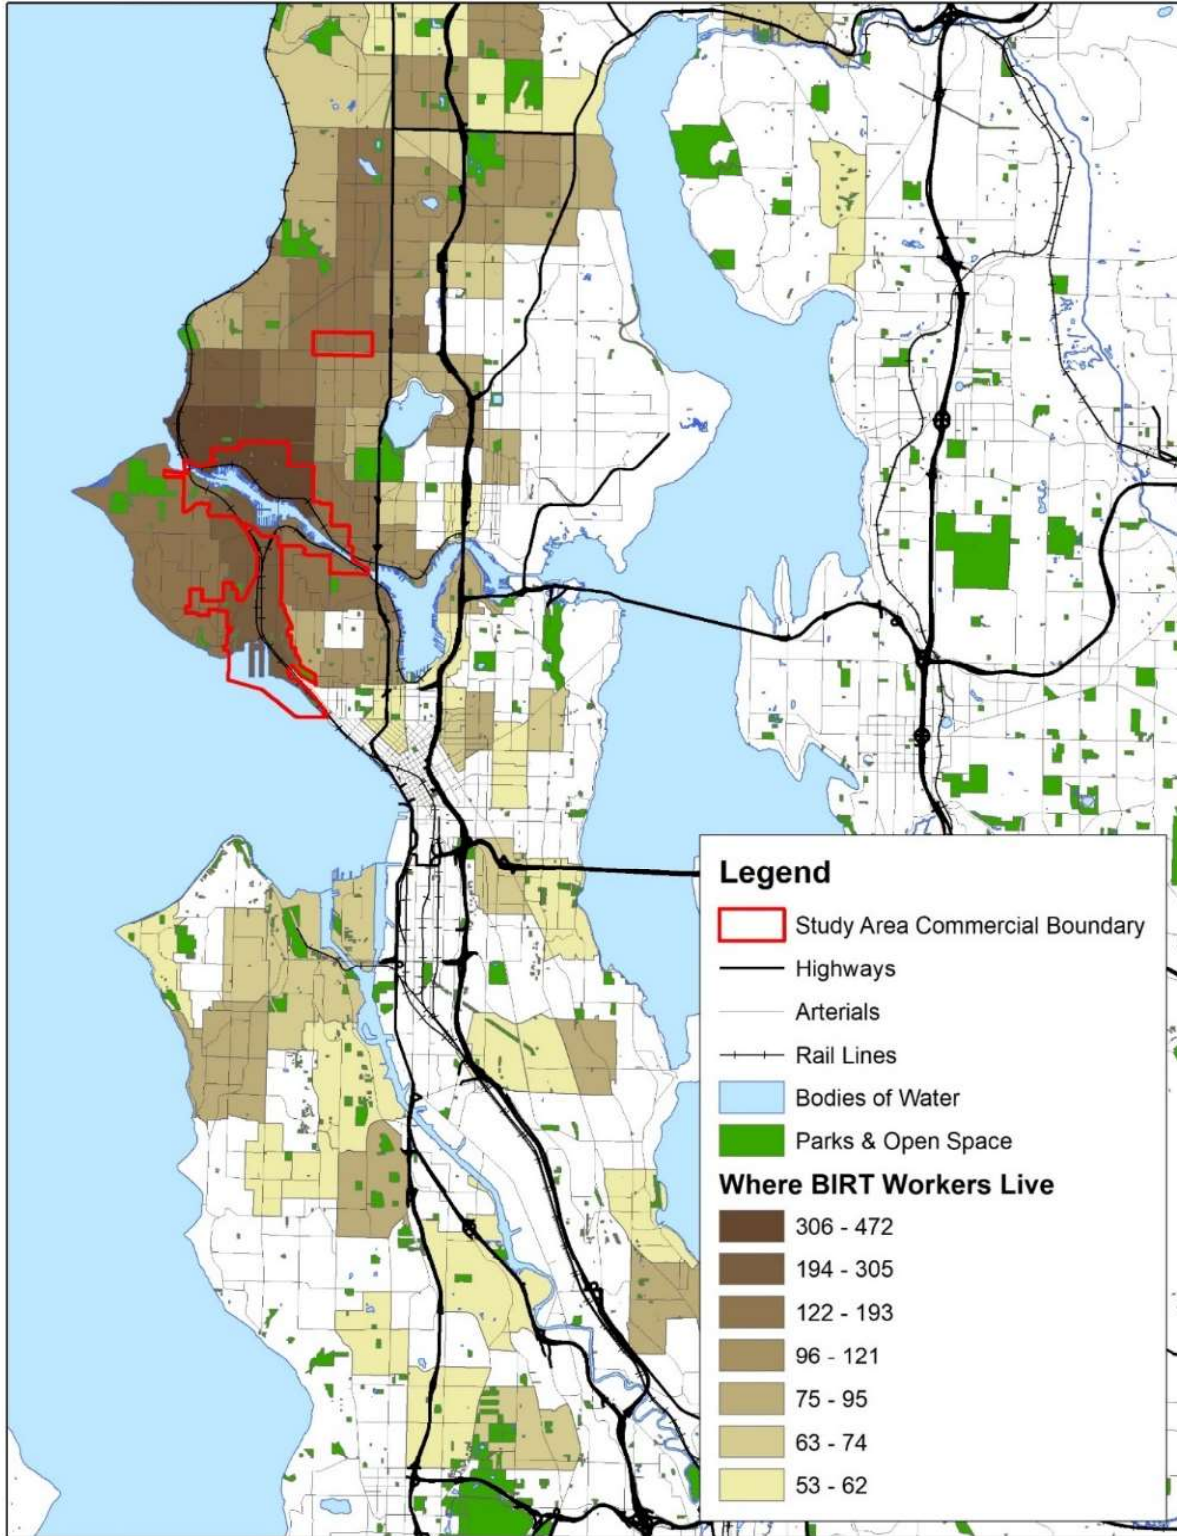 Legend
Study Area Commercial Boundary
Highways
Arterials
Rail Lines
Bodies of Water
Parks & Open Space
Where BIRT Workers Live
306 - 472
194 - 305
122 - 193
96 - 121
75 - 95
63 - 74
53 - 62